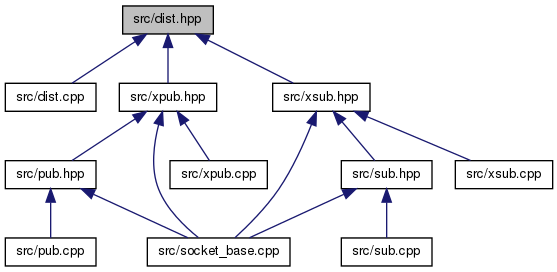 src/dist.hpp
src/dist.cpp
src/xpub.hpp
src/xsub.hpp
src/pub.hpp
src/xpub.cpp
src/sub.hpp
src/xsub.cpp
src/pub.cpp
src/socket_base.cpp
src/sub.cpp